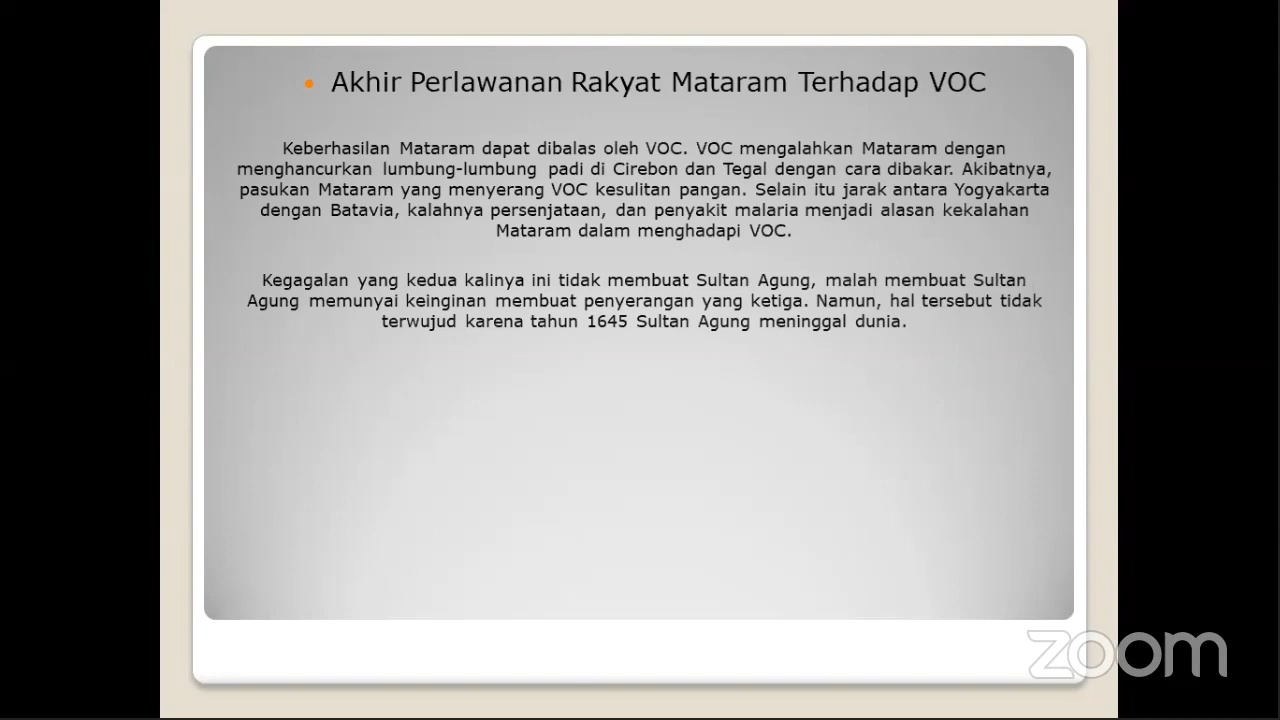 • Akhir Perlawanan Rakyat Mataram Terhadap VOC
Keberhasilan Mataram dapat dibalas oleh VOC. VOC mengalahkan Mataram dengan
menghancurkan lumbung-lumbung padi di Cirebon dan Tegal dengan cara dibakar. Akibatnya,
pasukan Mataram yang menyerang VOC kesulitan pangan. Selain itu jarak antara Yogyakarta
dengan Batavia, kalahnya persenjataan, dan penyakit malaria menjadi alasan kekalahan
Mataram dalam menghadapi VOC.
Kegagalan yang kedua kalinya ini tidak membuat Sultan Agung, malah membuat Sultan
Agung memunyai keinginan membuat penyerangan yang ketiga. Namun, hal tersebut tidak
terwujud karena tahun 1645 Sultan Agung meninggal dunia.
zoom